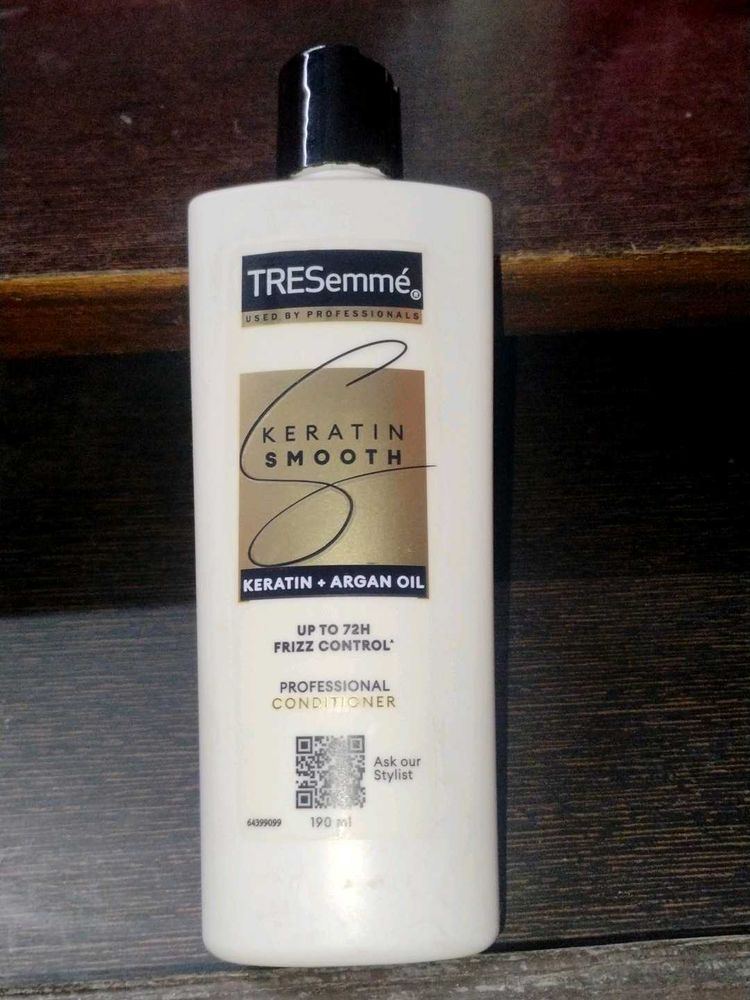 TRESemmé®
USED BY PROFESSIONALS
KERATIN
SMOOTH
KERATIN + ARGAN OIL
UP TO 72H
FRIZZ CONTROL^
PROFESSIONAL
CONDITIONER
Ask our
Stylist
64399099
190 ml